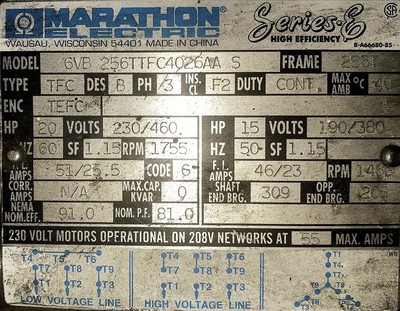 MARATHON ELECTRIC Series-E
WAUSAU, WISCONSIN 54401 MADE IN CHINA HIGH EFFICIENCY
R-A66680-85
MODEL 6VB 256TTFC4026AA S FRAME
TYPE TFC DES B PH/3 INS. CL F2 DUTY CONT. MAX AMB °
ENC TEFC
HP 20 VOLTS 230/460 HP 15 VOLTS 190/380
HZ 60 SF 1.15 RPM 1755 HZ 50 SF 1.15
F.L. AMPS 51/25.5 CODE G F.L. AMPS 46/23 RPM
CORR. AMPS N/A MAX.CAP. KVAR 0 SHAFT END BRG. 309 OPP. END BRG.
NEMA NOM.EFF. 91.0 NOM.P.F. 81.0
230 VOLT MOTORS OPERATIONAL ON 208V NETWORKS AT 55 MAX. AMPS
T4 T5 T6
T7 T8 T9 T4 T5 T6
T1 T2 T3 T7 T8 T9
T1 T2 T3
LOW VOLTAGE LINE HIGH VOLTAGE LINE